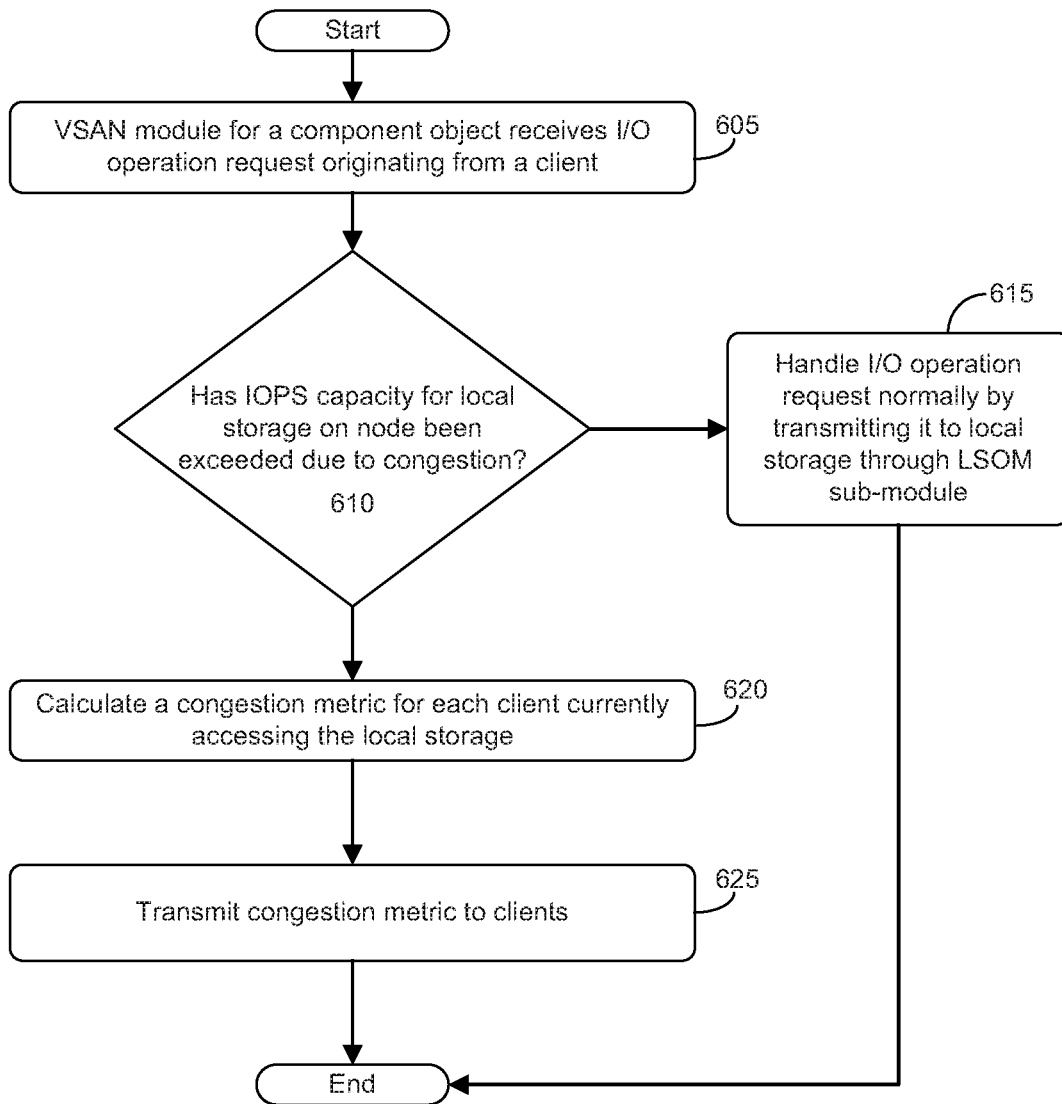 Start
VSAN module for a component object receives I/O
operation request originating from a client
605
Has IOPS capacity for local
storage on node been
exceeded due to congestion?
610
615
Handle I/O operation
request normally by
transmitting it to local
storage through LSOM
sub-module
Calculate a congestion metric for each client currently
accessing the local storage
620
Transmit congestion metric to clients
625
End